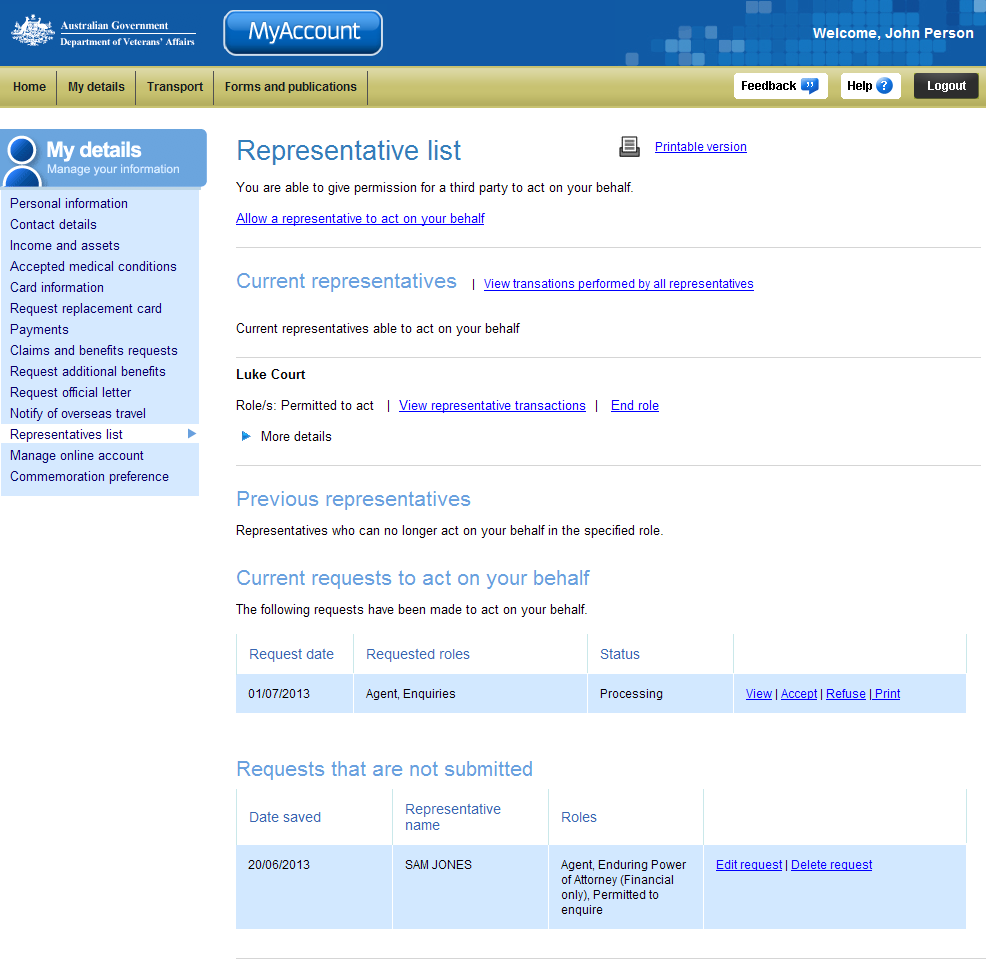 Australian Government
Department of Veterans' Affairs
MyAccount
Welcome, John Person
Home
My details
Transport
Forms and publications
Feedback
Help ?
Logout
My details
Manage your information
Personal information
Contact details
Income and assets
Accepted medical conditions
Card information
Request replacement card
Payments
Claims and benefits requests
Request additional benefits
Request official letter
Notify of overseas travel
Representatives list
Manage online account
Commemoration preference
Representative list
Printable version
You are able to give permission for a third party to act on your behalf.
Allow a representative to act on your behalf
Current representatives | View transations performed by all representatives
Current representatives able to act on your behalf
Luke Court
Role/s: Permitted to act | View representative transactions | End role
More details
Previous representatives
Representatives who can no longer act on your behalf in the specified role.
Current requests to act on your behalf
The following requests have been made to act on your behalf.
Request date Requested roles Status
01/07/2013 Agent, Enquiries Processing View | Accept | Refuse | Print
Requests that are not submitted
Date saved
Representative
name
Roles
20/06/2013
SAM JONES
Agent, Enduring Power
of Attorney (Financial
only), Permitted to
enquire
Edit request | Delete request